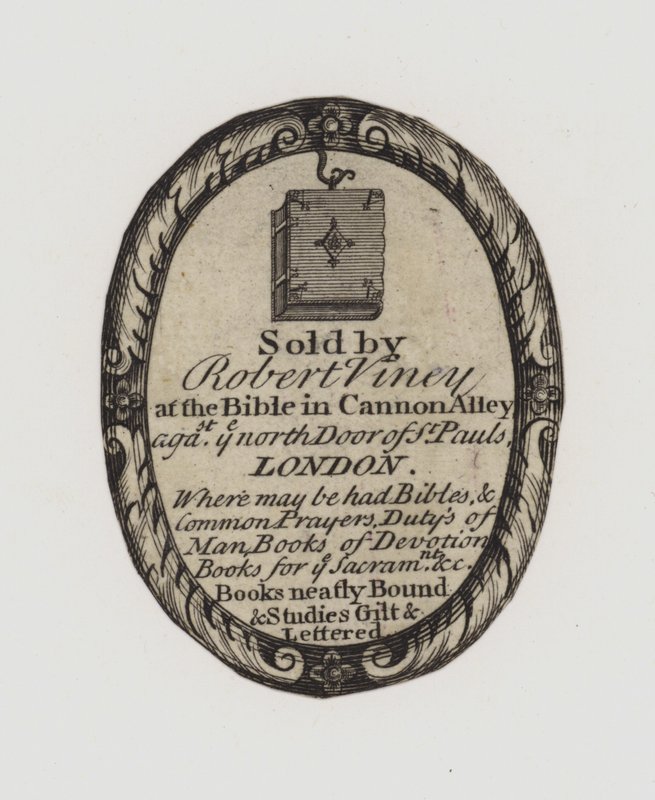 Sold by
Robert Viney
at the Bible in Cannon Alley
agaˢᵗ. yᵉ north Door of Sᵗ. Pauls,
LONDON.
Where may be had Bibles, &
Common Prayers, Duty's of
Man, Books of Devotion
Books for yᵉ Sacramⁿᵗ. &c.
Books neatly Bound
& Studies Gilt &
Lettered.